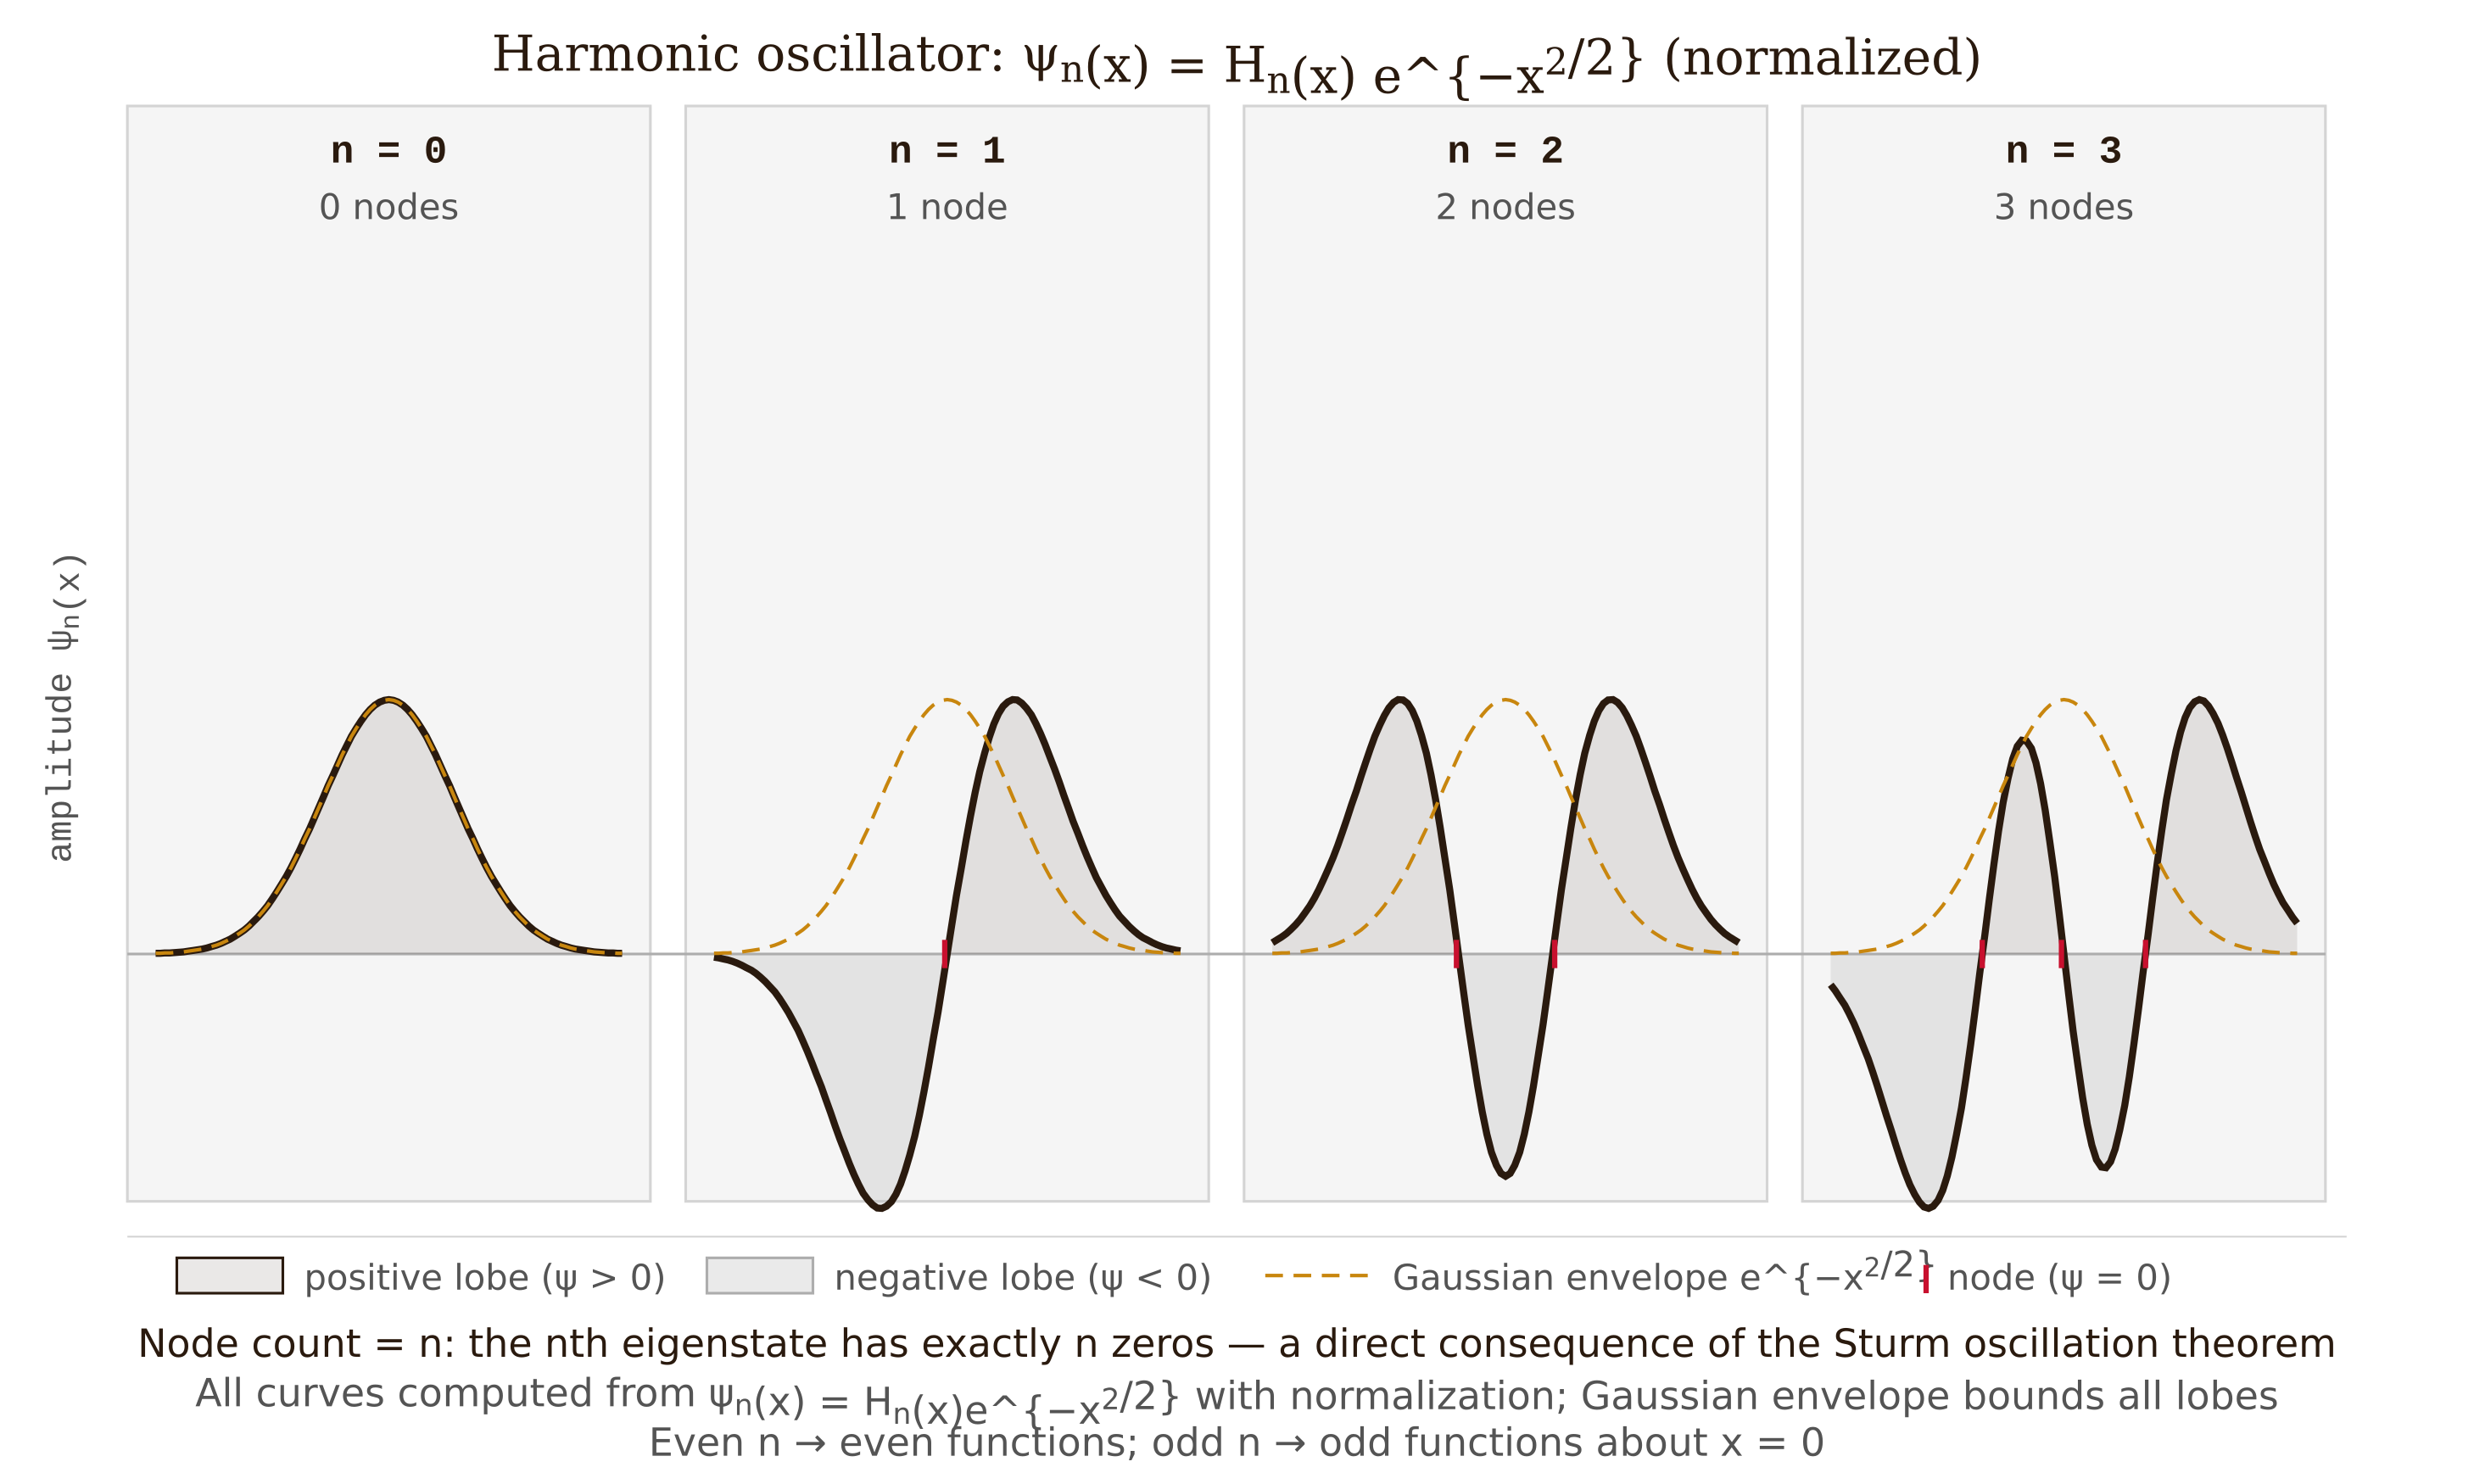 Harmonic oscillator: ψn(x) = Hn(x) e^{−x2/2} (normalized)
n = 0
0 nodes
n = 1
1 node
n = 2
2 nodes
n = 3
3 nodes
amplitude ψn(x)
positive lobe (ψ > 0)
negative lobe (ψ < 0)
Gaussian envelope e^{−x2/2}
node (ψ = 0)
Node count = n: the nth eigenstate has exactly n zeros — a direct consequence of the Sturm oscillation theorem
All curves computed from ψn(x) = Hn(x)e^{−x2/2} with normalization; Gaussian envelope bounds all lobes
Even n → even functions; odd n → odd functions about x = 0